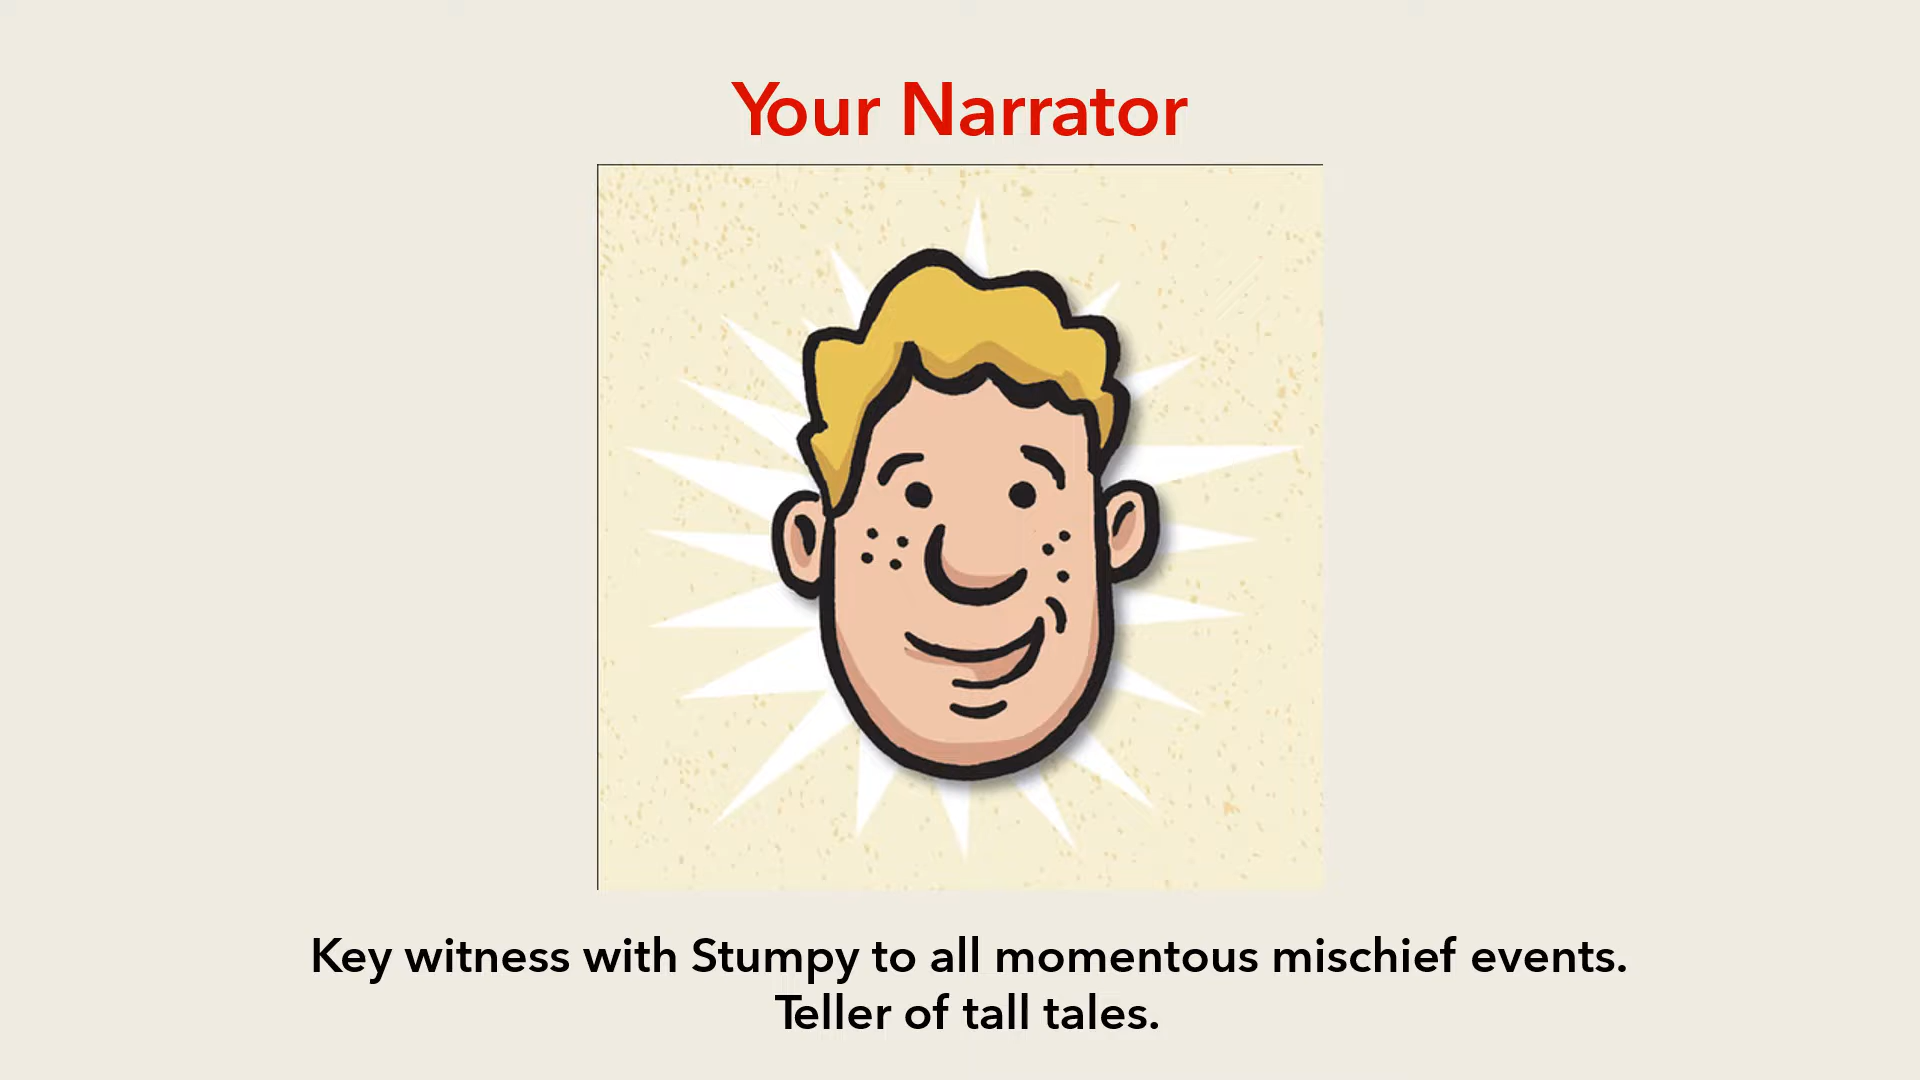 Your Narrator
Key witness with Stumpy to all momentous mischief events.
Teller of tall tales.